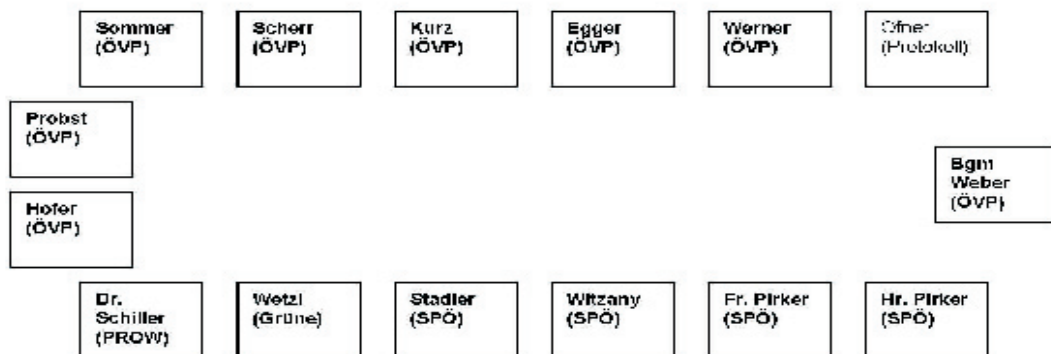 Sommer
(ÖVP)
Scherr
(ÖVP)
Kurz
(ÖVP)
Egger
(ÖVP)
Werner
(ÖVP)
Ofner
(Protokoll)
Probst
(ÖVP)
Bgm
Weber
(ÖVP)
Hofer
(ÖVP)
Dr.
Schiller
(PROW)
Wetzl
(Grüne)
Stadler
(SPÖ)
Witzany
(SPÖ)
Fr. Pirker
(SPÖ)
Hr. Pirker
(SPÖ)